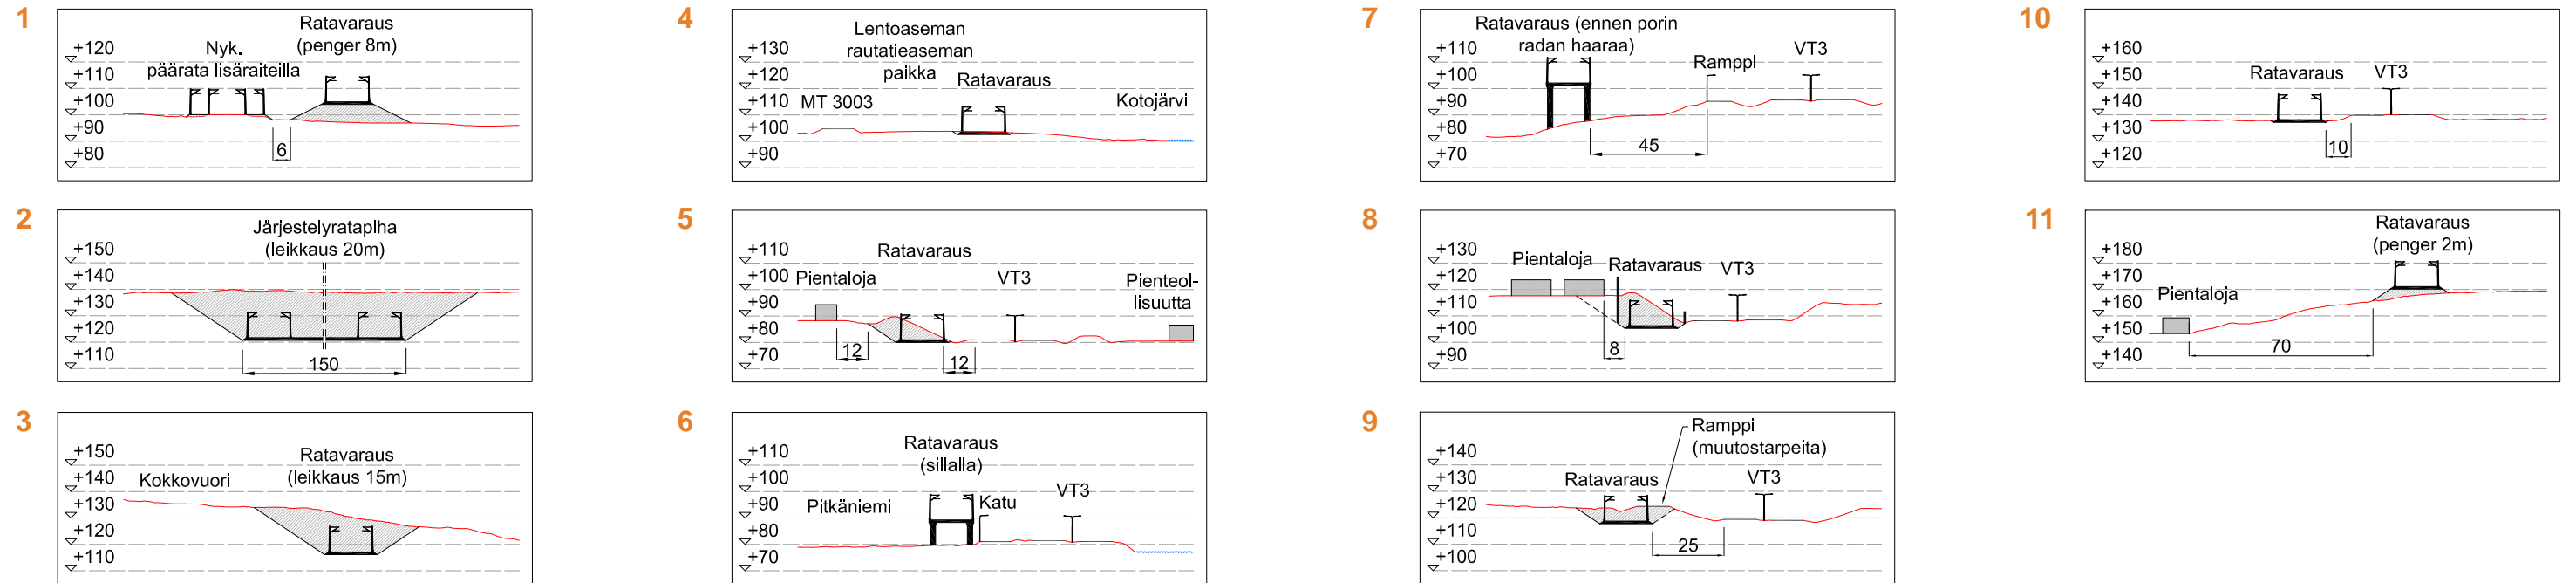 1
Ratavaraus
(penger 8m)
Nyk.
päärata lisäraiteilla
+120
+110
+100
+90
+80
6
2
Järjestelyratapiha
(leikkaus 20m)
+150
+140
+130
+120
+110
150
3
Ratavaraus
(leikkaus 15m)
Kokkovuori
+150
+140
+130
+120
+110
4
Lentoaseman
rautatieaseman
paikka
Ratavaraus
MT 3003
Kotojärvi
+130
+120
+110
+100
+90
5
Ratavaraus
Pientaloja
VT3
Pienteol-
lisuutta
+110
+100
+90
+80
+70
12
12
6
Ratavaraus
(sillalla)
Pitkäniemi
Katu
VT3
+110
+100
+90
+80
+70
7
Ratavaraus (ennen porin
radan haaraa)
Ramppi
VT3
+110
+100
+90
+80
+70
45
8
Pientaloja
Ratavaraus
VT3
+130
+120
+110
+100
+90
8
9
Ramppi
(muutostarpeita)
Ratavaraus
VT3
+140
+130
+120
+110
+100
25
10
Ratavaraus
VT3
+160
+150
+140
+130
+120
10
11
Ratavaraus
(penger 2m)
Pientaloja
+180
+170
+160
+150
+140
70